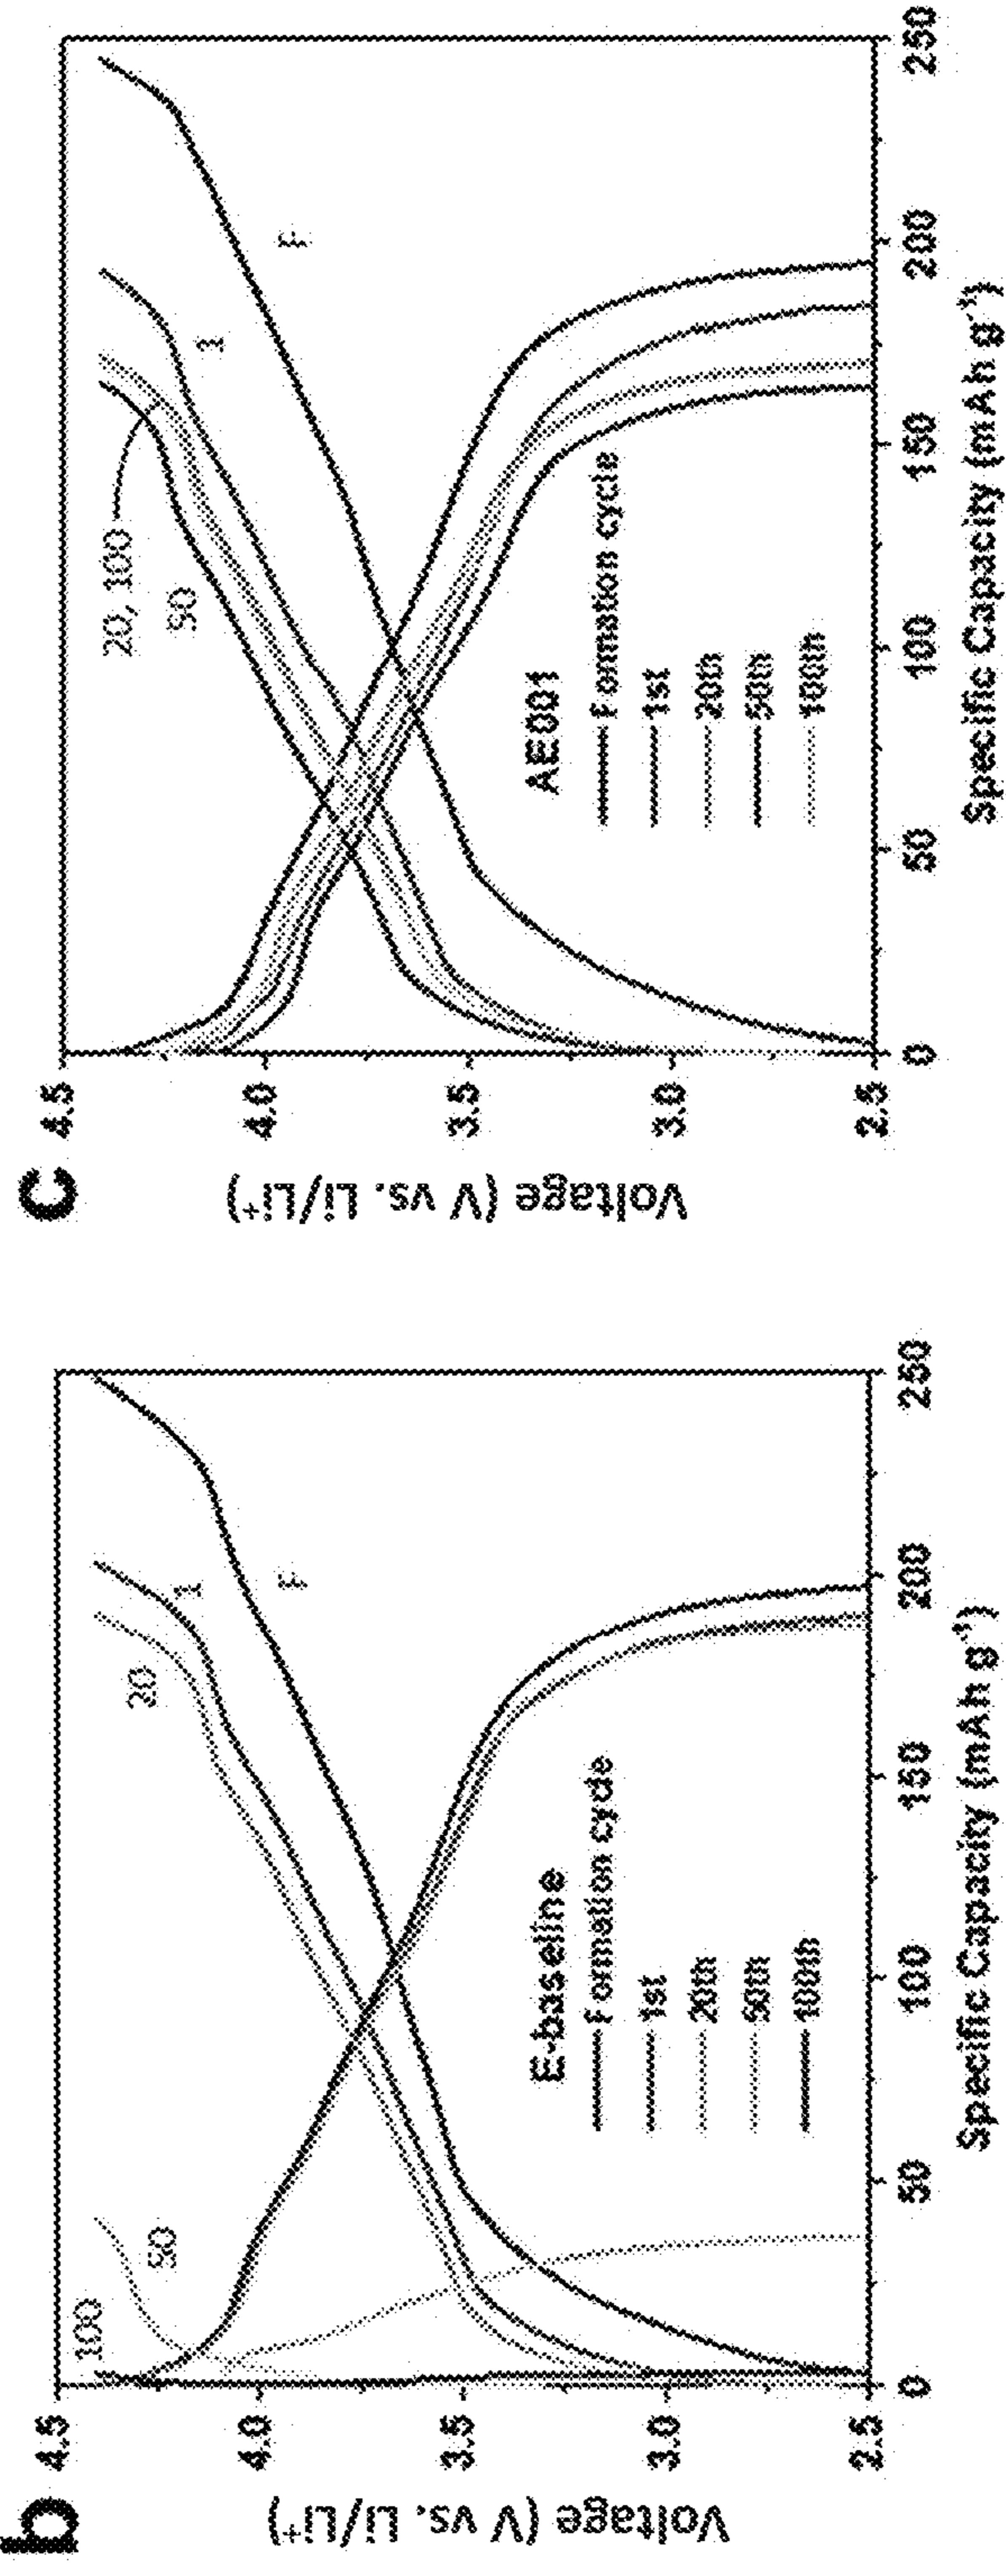 b
Voltage (V vs. Li/Li⁺)
4.5
4.0
3.5
3.0
2.5
100
50
20
1
F
E-baseline
Formation cycle
1st
20th
50th
100th
0
50
100
150
200
250
Specific Capacity (mAh g⁻¹)
c
Voltage (V vs. Li/Li⁺)
4.5
4.0
3.5
3.0
2.5
20, 100
50
1
F
AE001
Formation cycle
1st
20th
50th
100th
0
50
100
150
200
250
Specific Capacity (mAh g⁻¹)